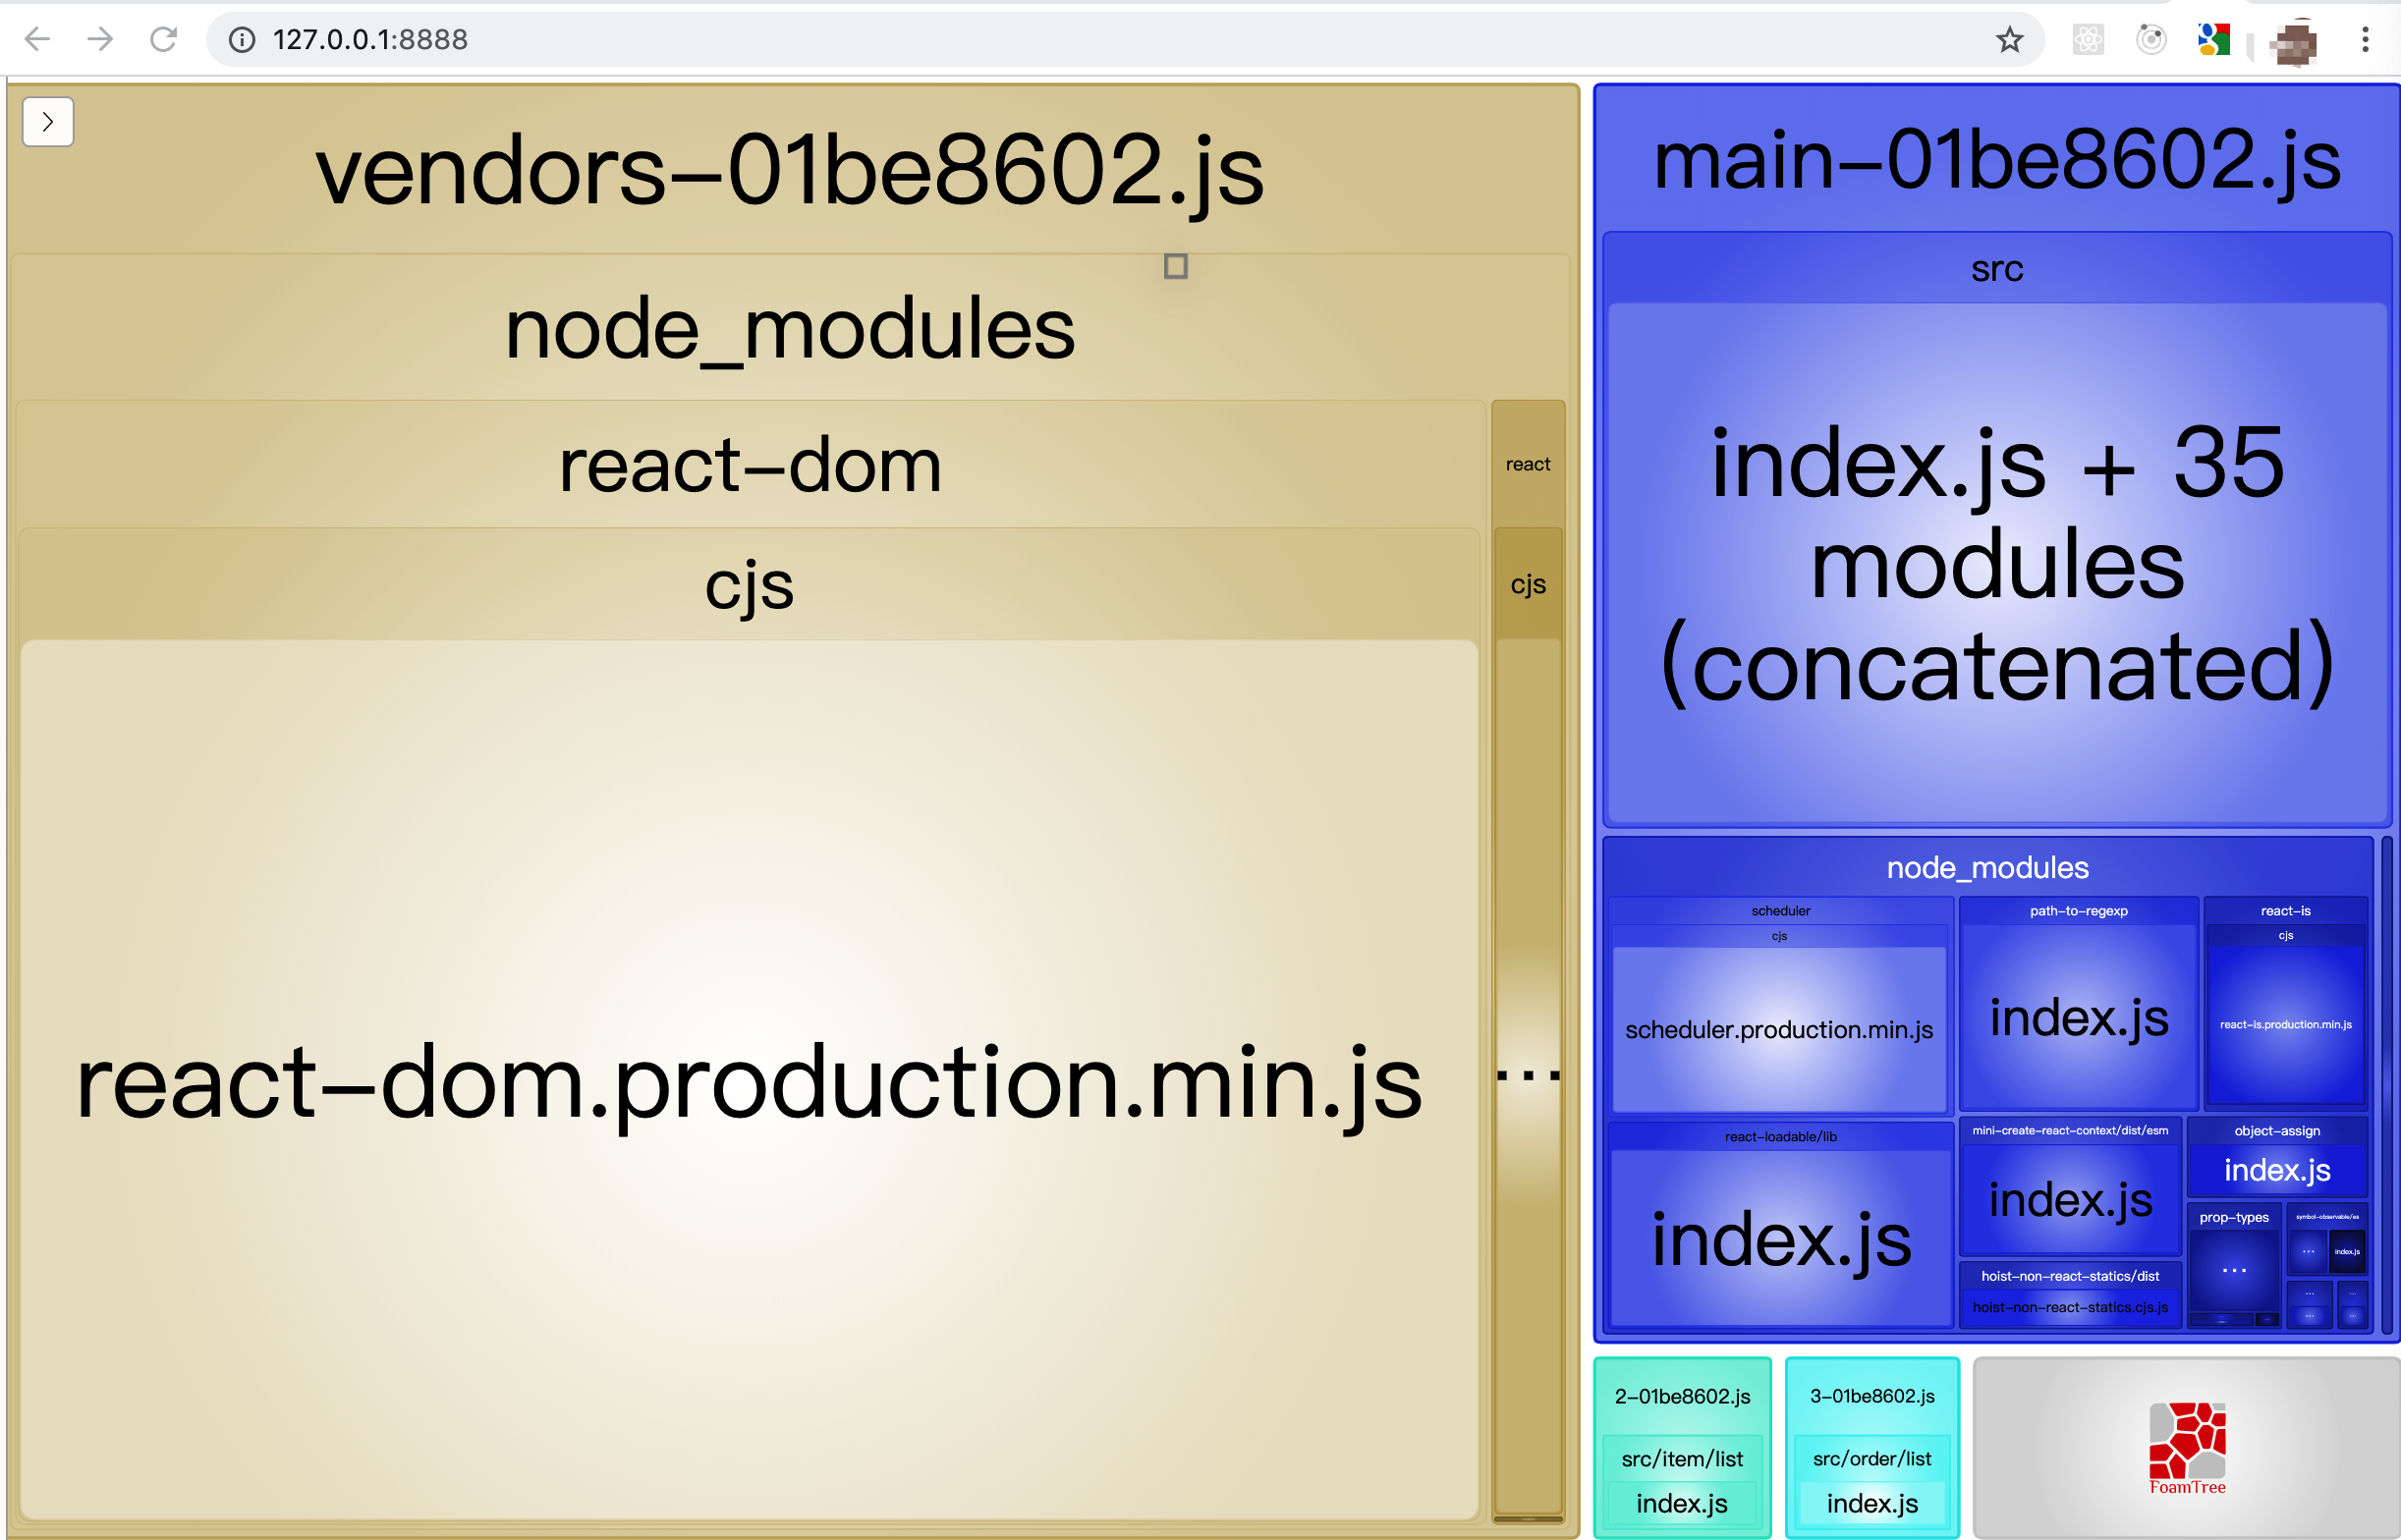 127.0.0.1:8888
vendors-01be8602.js
node_modules
react-dom
cjs
react-dom.production.min.js
react
cjs
...
main-01be8602.js
src
index.js + 35
modules
(concatenated)
node_modules
scheduler
cjs
scheduler.production.min.js
path-to-regexp
index.js
react-is
cjs
react-is.production.min.js
react-loadable/lib
index.js
mini-create-react-context/dist/esm
index.js
object-assign
index.js
hoist-non-react-statics/dist
hoist-non-react-statics.cjs.js
prop-types
...
symbol-observable/es
...
index.js
2-01be8602.js
src/item/list
index.js
3-01be8602.js
src/order/list
index.js
FoamTree